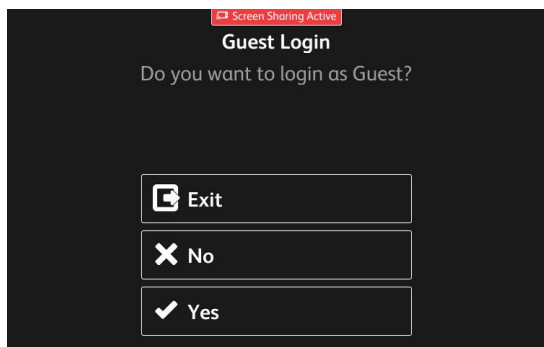 Screen Sharing Active
Guest Login
Do you want to login as Guest?
Exit
No
Yes